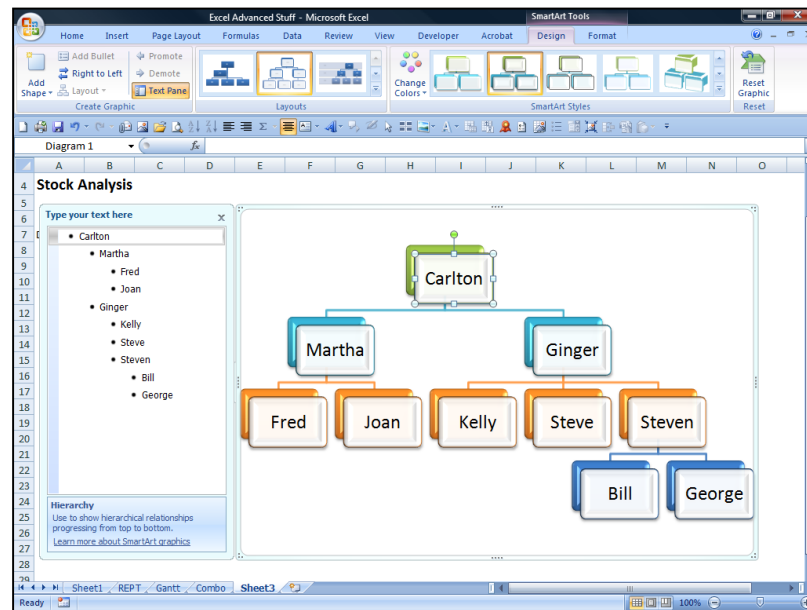 Excel Advanced Stuff - Microsoft Excel
SmartArt Tools
Home Insert Page Layout Formulas Data Review View Developer Acrobat Design Format
Add Shape
Add Bullet
Right to Left
Layout
Promote
Demote
Text Pane
Create Graphic
Layouts
Change Colors
SmartArt Styles
Reset Graphic
Reset
Diagram 1
fx
A B C D E F G H I J K L M N O
4 Stock Analysis
5
6
7
8
9
10
11
12
13
14
15
16
17
18
19
20
21
22
23
24
25
26
27
28
29
Type your text here x
• Carlton
• Martha
• Fred
• Joan
• Ginger
• Kelly
• Steve
• Steven
• Bill
• George
Hierarchy
Use to show hierarchical relationships
progressing from top to bottom.
Learn more about SmartArt graphics
Carlton
Martha Ginger
Fred Joan Kelly Steve Steven
Bill George
Sheet1 REPT Gantt Combo Sheet3
Ready 100%